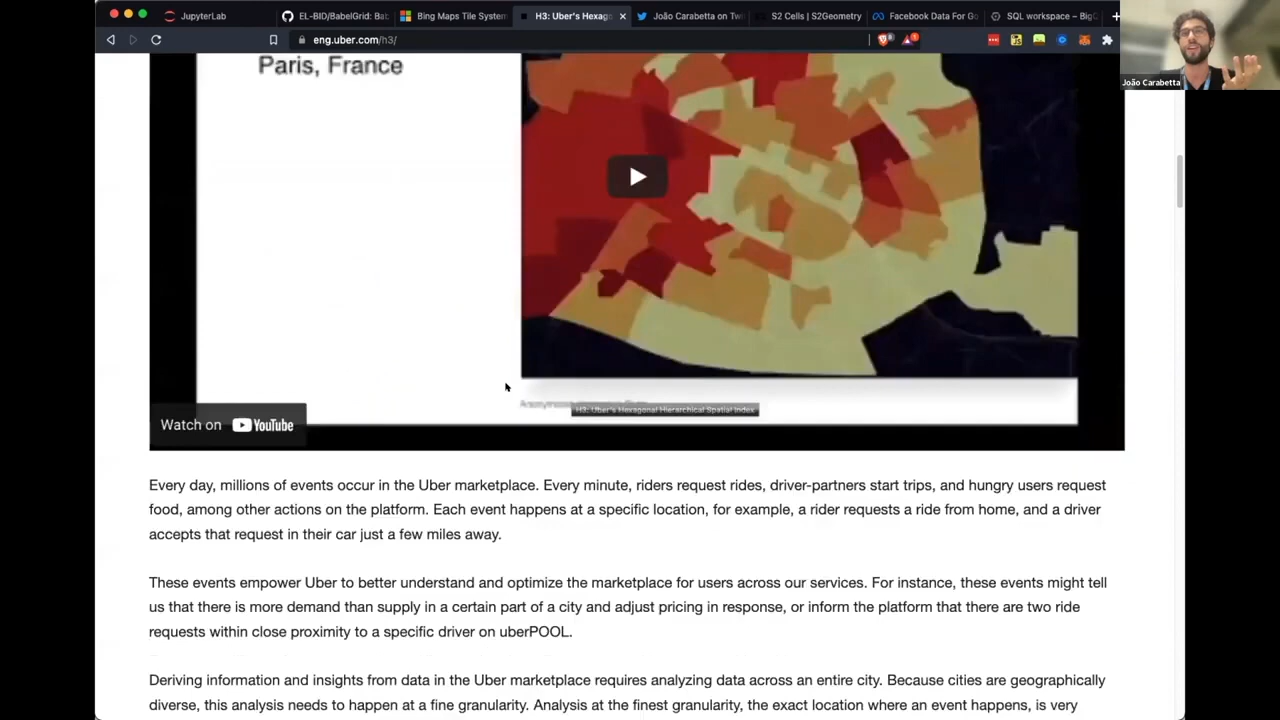 JupyterLab
EL-BID/BabelGrid: Bab
Bing Maps Tile System
H3: Uber's Hexago
João Carabetta on Twi
S2 Cells | S2Geometry
Facebook Data For Go
SQL workspace – BigQ
eng.uber.com/h3/
João Carabetta
Paris, France
H3: Uber's Hexagonal Hierarchical Spatial Index
Watch on YouTube
Every day, millions of events occur in the Uber marketplace. Every minute, riders request rides, driver-partners start trips, and hungry users request
food, among other actions on the platform. Each event happens at a specific location, for example, a rider requests a ride from home, and a driver
accepts that request in their car just a few miles away.
These events empower Uber to better understand and optimize the marketplace for users across our services. For instance, these events might tell
us that there is more demand than supply in a certain part of a city and adjust pricing in response, or inform the platform that there are two ride
requests within close proximity to a specific driver on uberPOOL.
Deriving information and insights from data in the Uber marketplace requires analyzing data across an entire city. Because cities are geographically
diverse, this analysis needs to happen at a fine granularity. Analysis at the finest granularity, the exact location where an event happens, is very